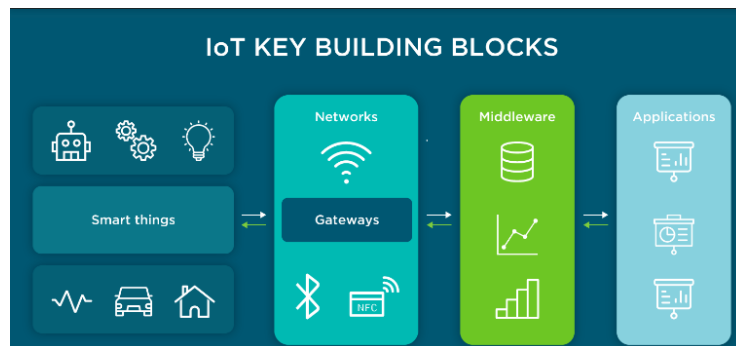 IoT KEY BUILDING BLOCKS
Networks
Middleware
Applications
Smart things
Gateways
NFC